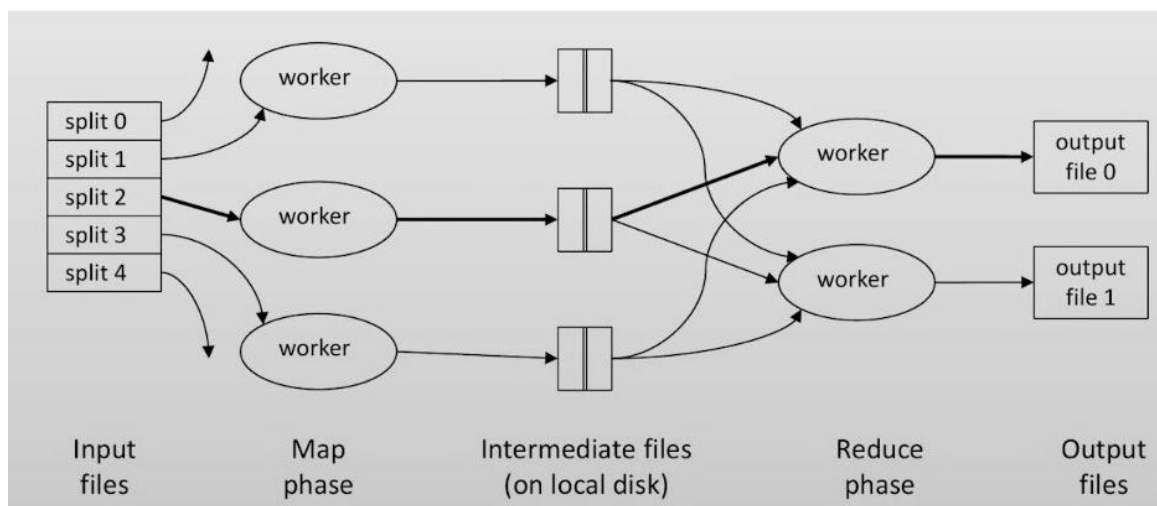 split 0
split 1
split 2
split 3
split 4
worker
worker
worker
worker
worker
output
file 0
output
file 1
Input
files
Map
phase
Intermediate files
(on local disk)
Reduce
phase
Output
files